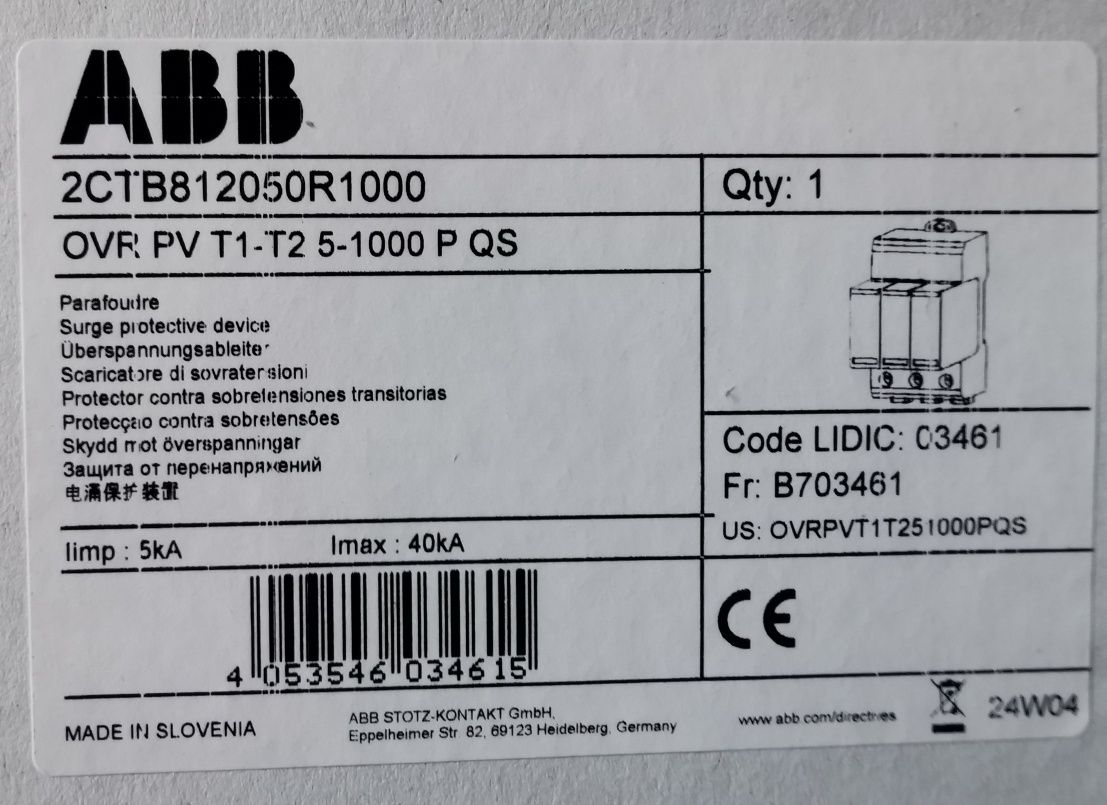 ABB
2CTB812050R1000
Qty: 1
OVR PV T1-T2 5-1000 P QS
Parafoudre
Surge protective device
Überspannungsableiter
Scaricatore di sovratensioni
Protector contra sobretensiones transitorias
Protecção contra sobretensões
Skydd mot överspänningar
Защита от перенапряжений
电涌保护装置
Code LIDIC: 03461
Fr: B703461
US: OVRPVT1T251000PQS
Iimp : 5kA Imax : 40kA
CE
4 053546 034615
MADE IN SLOVENIA
ABB STOTZ-KONTAKT GmbH,
Eppelheimer Str. 82, 69123 Heidelberg, Germany
www.abb.com/directives
24W04